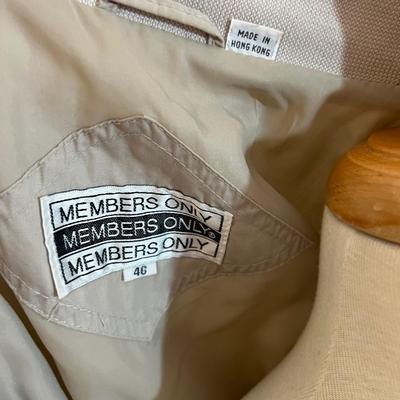 MADE IN
HONG KONG
MEMBERS ONLY
MEMBERS ONLY®
MEMBERS ONLY
46